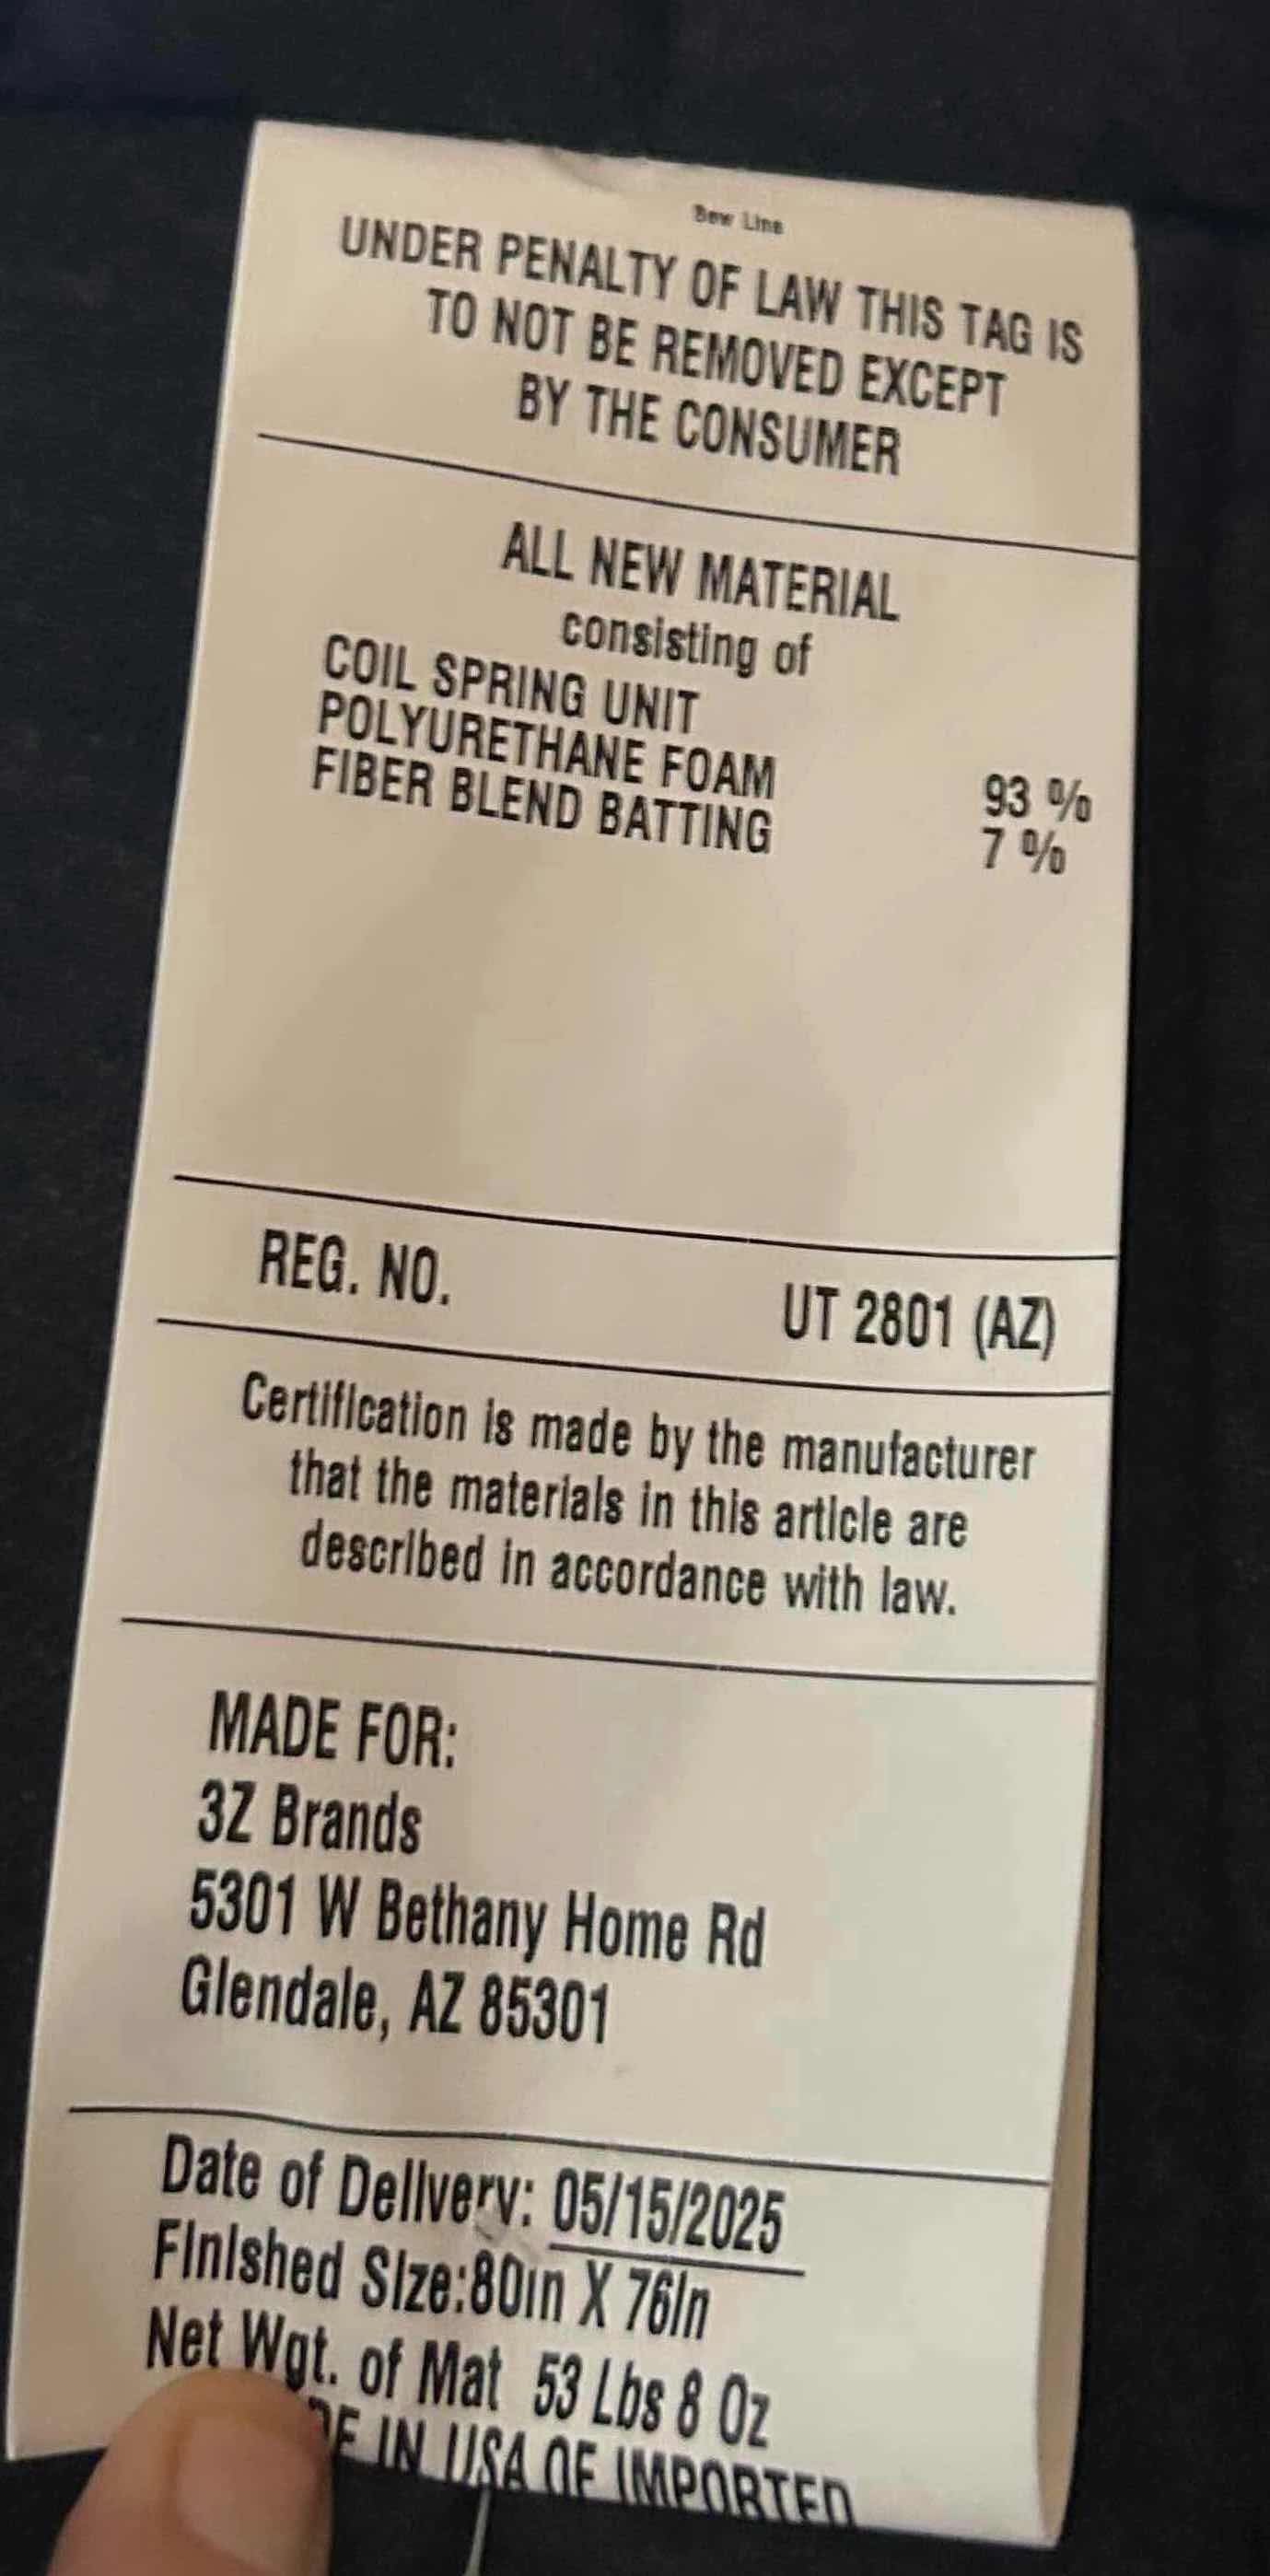 Sew Line
UNDER PENALTY OF LAW THIS TAG IS
TO NOT BE REMOVED EXCEPT
BY THE CONSUMER
ALL NEW MATERIAL
consisting of
COIL SPRING UNIT
POLYURETHANE FOAM 93 %
FIBER BLEND BATTING 7 %
REG. NO. UT 2801 (AZ)
Certification is made by the manufacturer
that the materials in this article are
described in accordance with law.
MADE FOR:
3Z Brands
5301 W Bethany Home Rd
Glendale, AZ 85301
Date of Delivery: 05/15/2025
Finished Size:80in X 76in
Net Wgt. of Mat 53 Lbs 8 Oz
IN USA OF IMPORTED